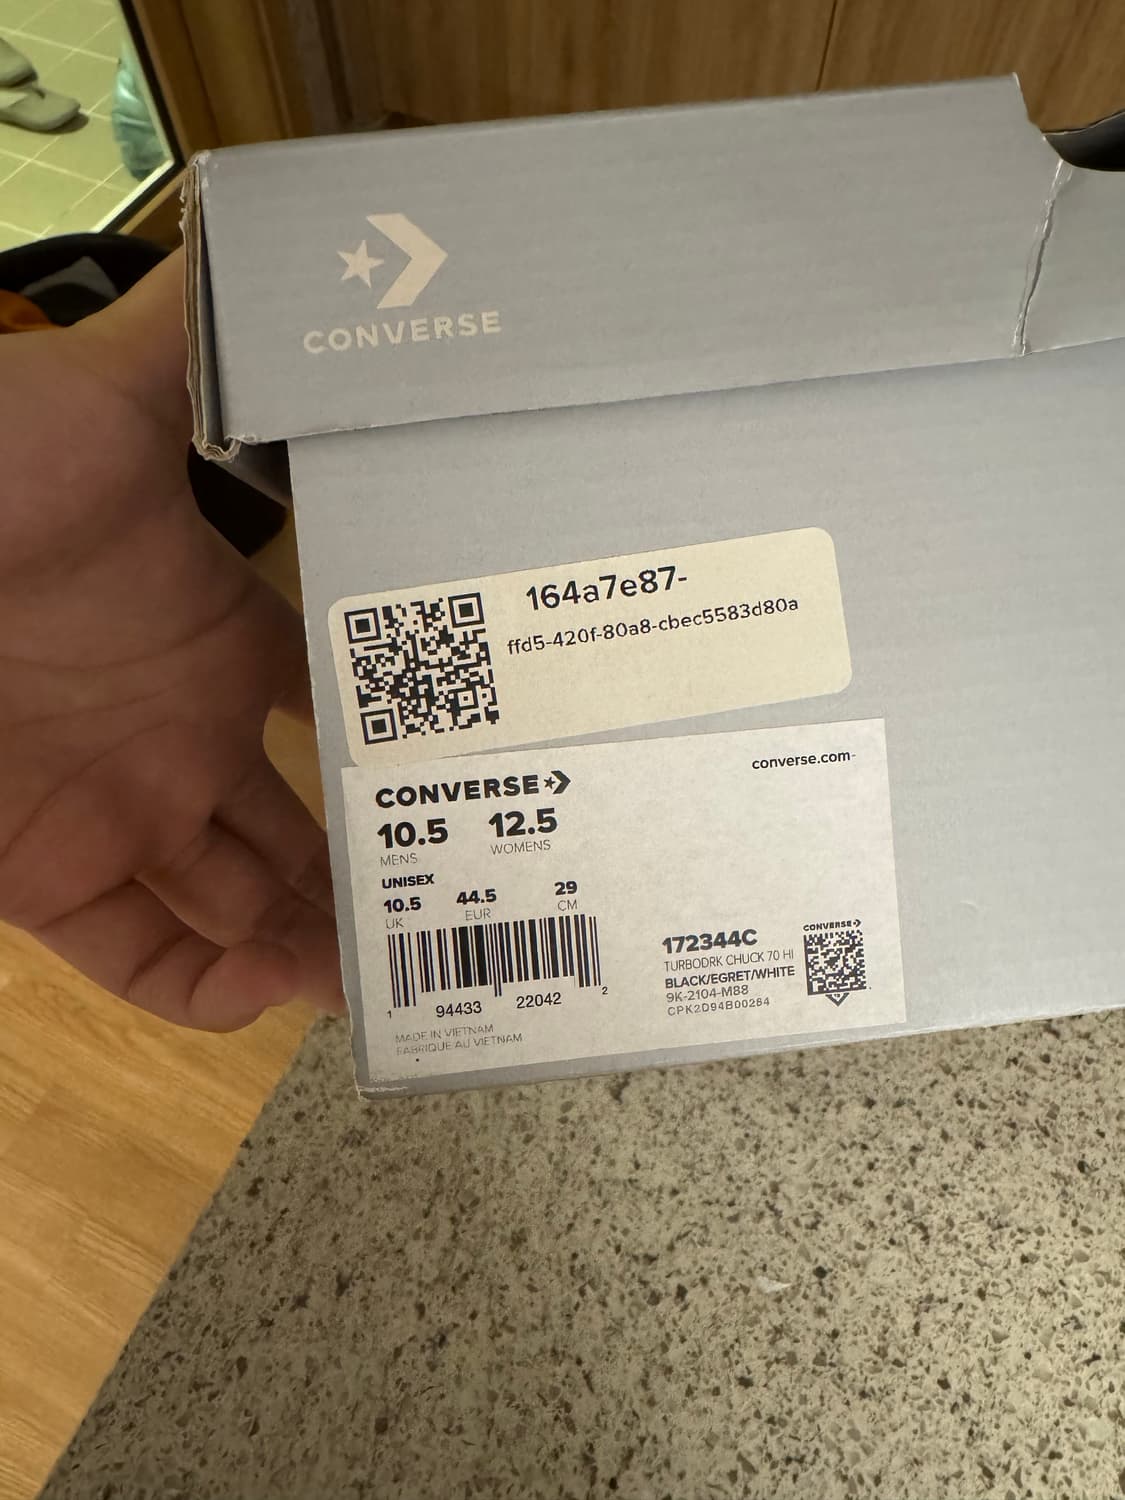 CONVERSE
164a7e87-
ffd5-420f-80a8-cbec5583d80a
CONVERSE
converse.com
10.5 12.5
MENS WOMENS
UNISEX
10.5 44.5 29
UK EUR CM
1 94433 22042 2
MADE IN VIETNAM
FABRIQUE AU VIETNAM
172344C
TURBODRK CHUCK 70 HI
BLACK/EGRET/WHITE
9K-2104-M88
CPK2D94B00284
CONVERSE